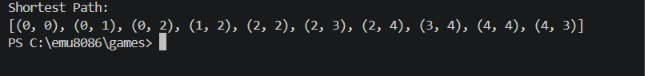 Shortest Path:
[(0, 0), (0, 1), (0, 2), (1, 2), (2, 2), (2, 3), (2, 4), (3, 4), (4, 4), (4, 3)]
PS C:\emu8086\games>